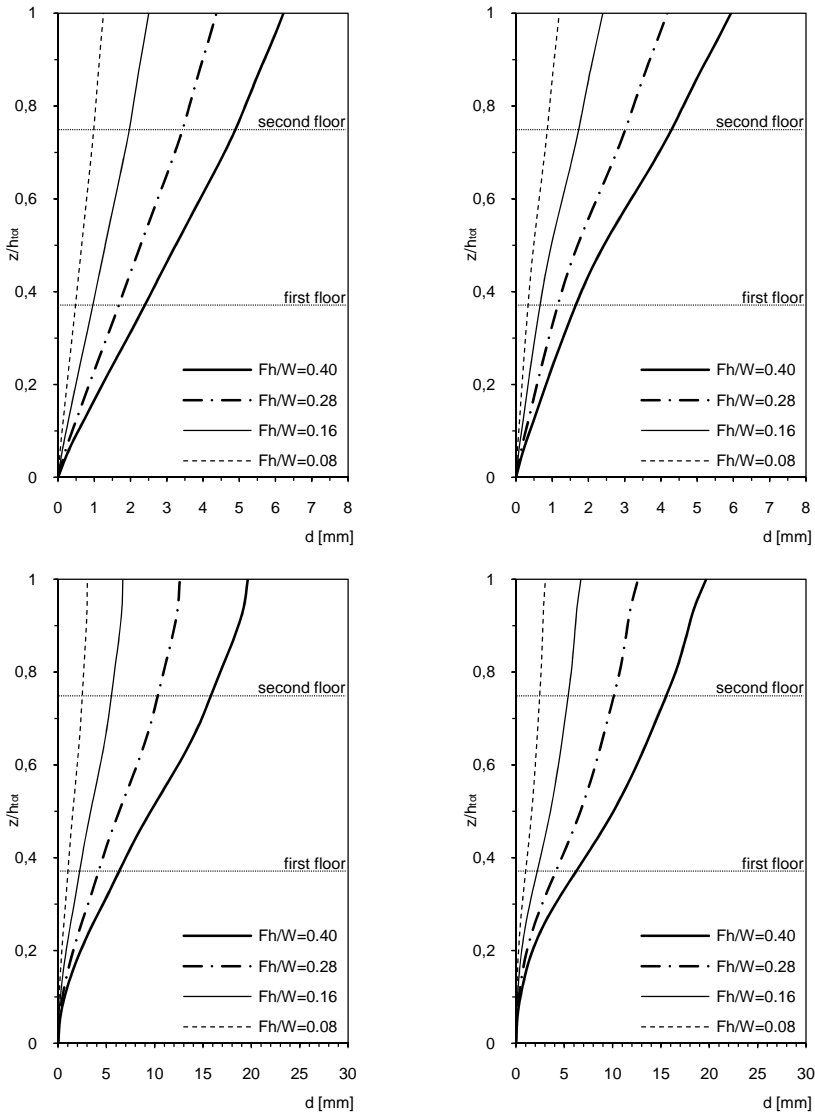 1
0,8
0,6
0,4
0,2
0
z/htot
second floor
first floor
Fh/W=0.40
Fh/W=0.28
Fh/W=0.16
Fh/W=0.08
0 1 2 3 4 5 6 7 8
d [mm]
1
0,8
0,6
0,4
0,2
0
z/htot
second floor
first floor
Fh/W=0.40
Fh/W=0.28
Fh/W=0.16
Fh/W=0.08
0 1 2 3 4 5 6 7 8
d [mm]
1
0,8
0,6
0,4
0,2
0
z/htot
second floor
first floor
Fh/W=0.40
Fh/W=0.28
Fh/W=0.16
Fh/W=0.08
0 5 10 15 20 25 30
d [mm]
1
0,8
0,6
0,4
0,2
0
z/htot
second floor
first floor
Fh/W=0.40
Fh/W=0.28
Fh/W=0.16
Fh/W=0.08
0 5 10 15 20 25 30
d [mm]